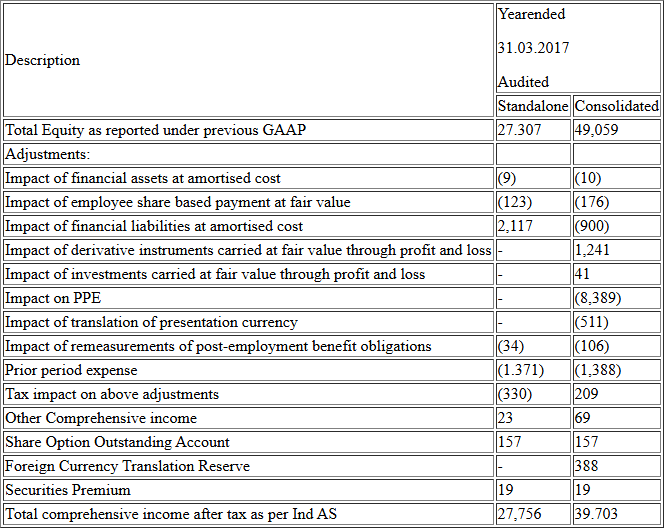 Description
Yearended
31.03.2017
Audited
Standalone Consolidated
Total Equity as reported under previous GAAP 27.307 49,059
Adjustments:
Impact of financial assets at amortised cost (9) (10)
Impact of employee share based payment at fair value (123) (176)
Impact of financial liabilities at amortised cost 2,117 (900)
Impact of derivative instruments carried at fair value through profit and loss - 1,241
Impact of investments carried at fair value through profit and loss - 41
Impact on PPE - (8,389)
Impact of translation of presentation currency - (511)
Impact of remeasurements of post-employment benefit obligations (34) (106)
Prior period expense (1.371) (1,388)
Tax impact on above adjustments (330) 209
Other Comprehensive income 23 69
Share Option Outstanding Account 157 157
Foreign Currency Translation Reserve - 388
Securities Premium 19 19
Total comprehensive income after tax as per Ind AS 27,756 39.703